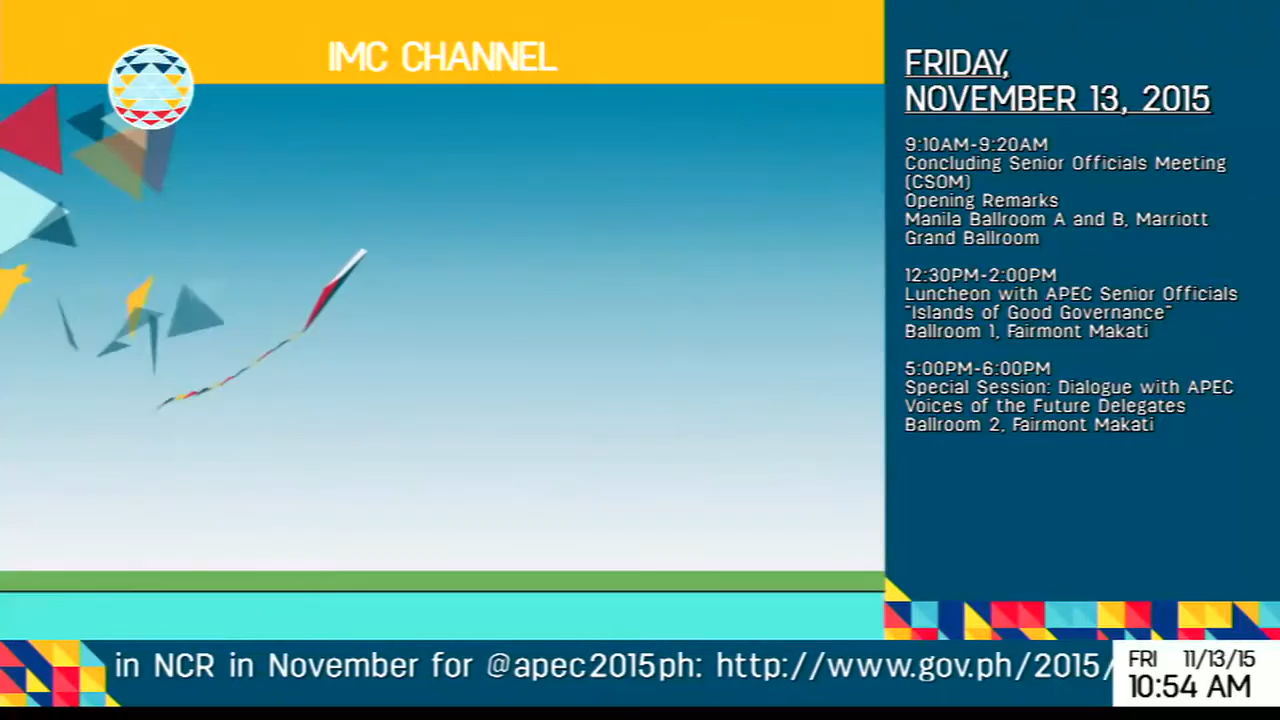 IMC CHANNEL
FRIDAY,
NOVEMBER 13, 2015
9:10AM-9:20AM
Concluding Senior Officials Meeting
(CSOM)
Opening Remarks
Manila Ballroom A and B, Marriott
Grand Ballroom
12:30PM-2:00PM
Luncheon with APEC Senior Officials
"Islands of Good Governance"
Ballroom 1, Fairmont Makati
5:00PM-6:00PM
Special Session: Dialogue with APEC
Voices of the Future Delegates
Ballroom 2, Fairmont Makati
in NCR in November for @apec2015ph: http://www.gov.ph/2015/
FRI 11/13/15
10:54 AM